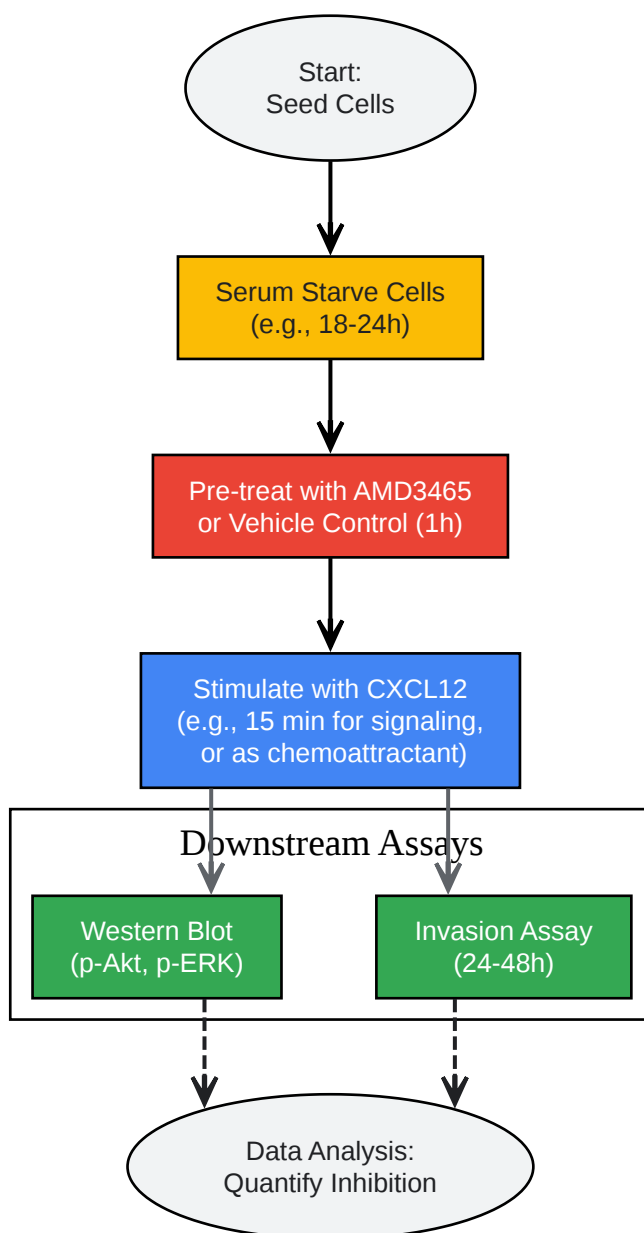 Start:
Seed Cells
Serum Starve Cells
(e.g., 18-24h)
Pre-treat with AMD3465
or Vehicle Control (1h)
Stimulate with CXCL12
(e.g., 15 min for signaling,
or as chemoattractant)
Downstream Assays
Western Blot
(p-Akt, p-ERK)
Invasion Assay
(24-48h)
Data Analysis:
Quantify Inhibition